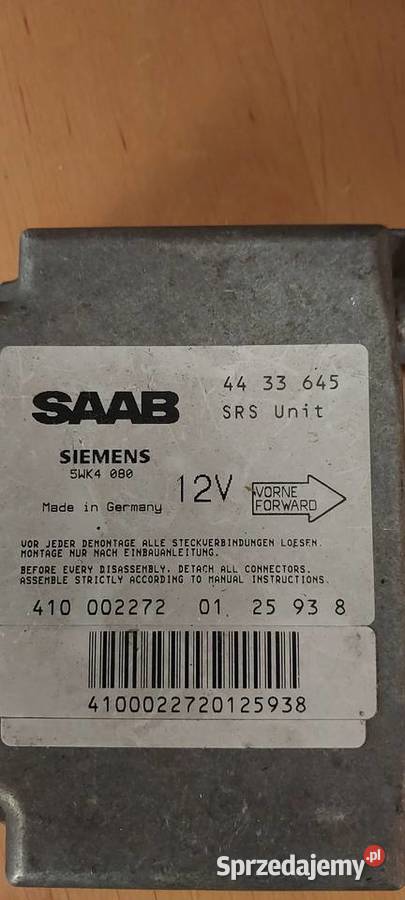 SAAB
44 33 645
SRS Unit
SIEMENS
5WK4 080
12V
VORNE
FORWARD
Made in Germany
VOR JEDER DEMONTAGE ALLE STECKVERBINDUNGEN LOESEN.
MONTAGE NUR NACH EINBAUANLEITUNG.
BEFORE EVERY DISASSEMBLY, DETACH ALL CONNECTORS.
ASSEMBLE STRICTLY ACCORDING TO MANUAL INSTRUCTIONS.
410 002272 01 25 93 8
4100022720125938
Sprzedajemy.pl